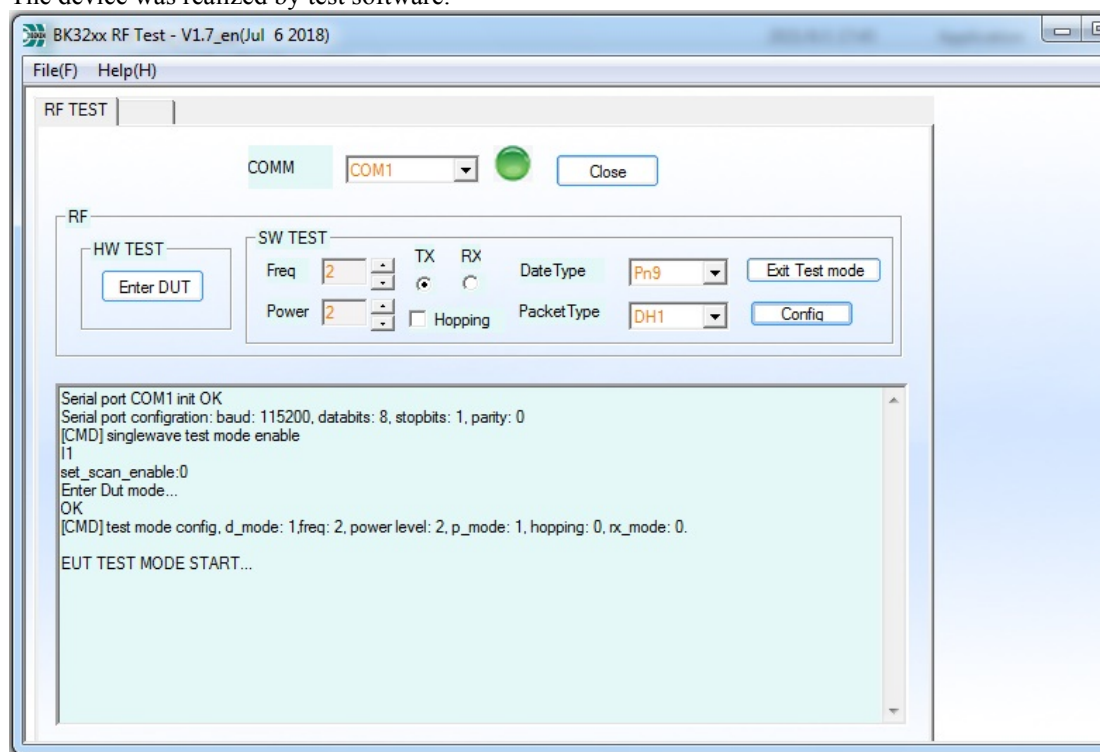 The device was realized by test software.
BK32xx RF Test - V1.7_en(Jul 6 2018)
File(F) Help(H)
RF TEST
COMM COM1 Close
RF
HW TEST
Enter DUT
SW TEST
Freq 2 TX RX DateType Pn9 Exit Test mode
Power 2 Hopping PacketType DH1 Config
Serial port COM1 init OK
Serial port configration: baud: 115200, databits: 8, stopbits: 1, parity: 0
[CMD] singlewave test mode enable
I1
set_scan_enable:0
Enter Dut mode...
OK
[CMD] test mode config, d_mode: 1,freq: 2, power level: 2, p_mode: 1, hopping: 0, rx_mode: 0.
EUT TEST MODE START...